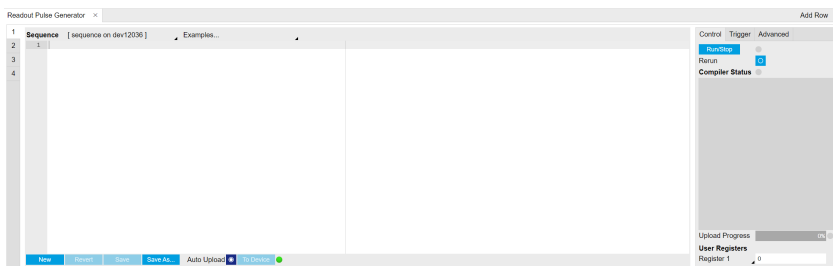 Readout Pulse Generator × Add Row
1 Sequence [ sequence on dev12036 ] Examples... Control Trigger Advanced
2 1 Run/Stop
3 Rerun
4 Compiler Status
Upload Progress 0%
User Registers
New Revert Save Save As... Auto Upload To Device Register 1 0